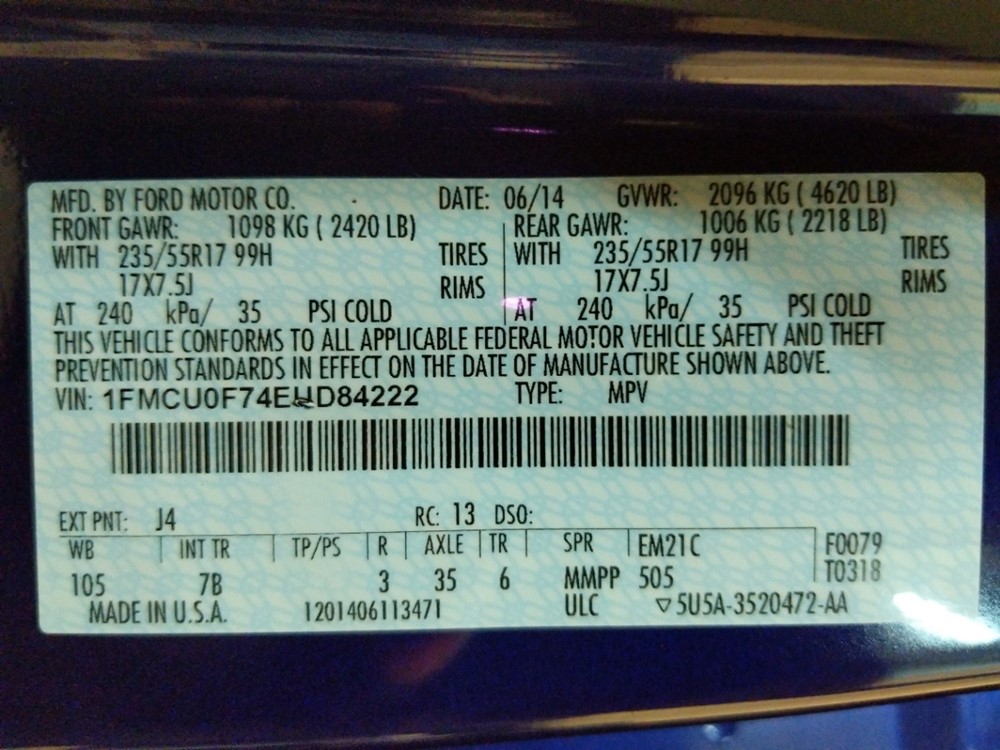 MFD. BY FORD MOTOR CO. DATE: 06/14 GVWR: 2096 KG ( 4620 LB)
FRONT GAWR: 1098 KG ( 2420 LB) REAR GAWR: 1006 KG ( 2218 LB)
WITH 235/55R17 99H TIRES WITH 235/55R17 99H TIRES
17X7.5J RIMS 17X7.5J RIMS
AT 240 kPa/ 35 PSI COLD AT 240 kPa/ 35 PSI COLD
THIS VEHICLE CONFORMS TO ALL APPLICABLE FEDERAL MOTOR VEHICLE SAFETY AND THEFT
PREVENTION STANDARDS IN EFFECT ON THE DATE OF MANUFACTURE SHOWN ABOVE.
VIN: 1FMCU0F74EUD84222 TYPE: MPV
EXT PNT: J4 RC: 13 DSO:
WB INT TR TP/PS R AXLE TR SPR EM21C F0079
105 7B 3 35 6 MMPP 505 T0318
MADE IN U.S.A. 1201406113471 ULC ▽5U5A-3520472-AA